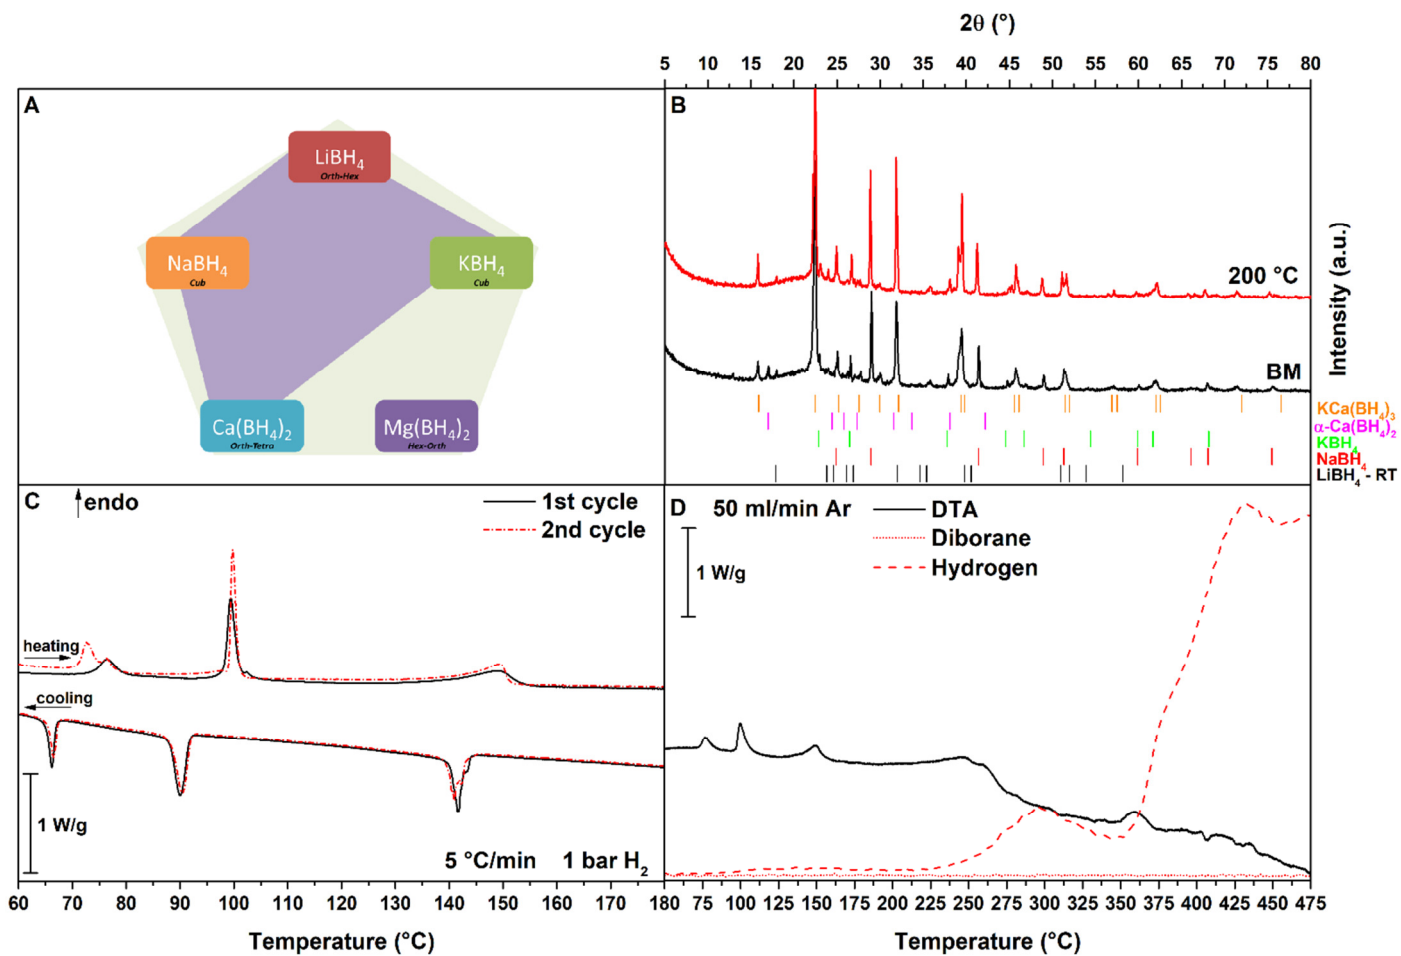 2θ (°)
5 10 15 20 25 30 35 40 45 50 55 60 65 70 75 80
A
LiBH4
Orth-Hex
NaBH4
Cub
KBH4
Cub
Ca(BH4)2
Orth-Tetra
Mg(BH4)2
Hex-Orth
B
200 °C
BM
Intensity (a.u.)
KCa(BH4)3
α-Ca(BH4)2
KBH4
NaBH4
LiBH4 - RT
C
endo
1st cycle
2nd cycle
heating
cooling
1 W/g
5 °C/min 1 bar H2
60 70 80 90 100 110 120 130 140 150 160 170 180
Temperature (°C)
D
50 ml/min Ar
DTA
Diborane
Hydrogen
1 W/g
75 100 125 150 175 200 225 250 275 300 325 350 375 400 425 450 475
Temperature (°C)